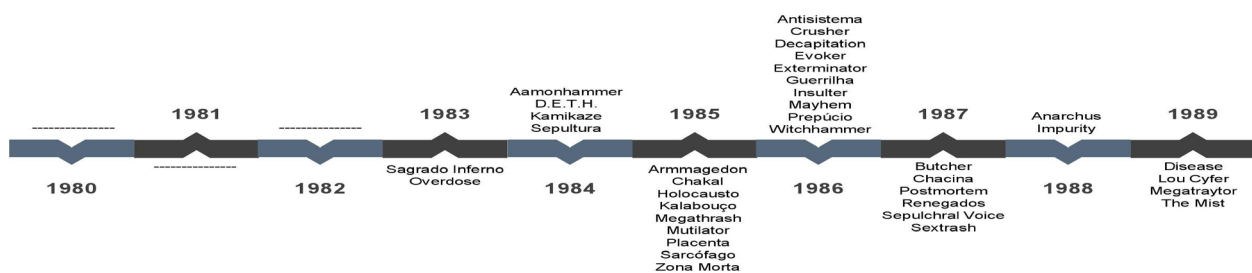 ---------------
1980
1981
---------------
---------------
1982
1983
Sagrado Inferno
Overdose
Aamonhammer
D.E.T.H.
Kamikaze
Sepultura
1984
1985
Armmagedon
Chakal
Holocausto
Kalabouço
Megathrash
Mutilator
Placenta
Sarcófago
Zona Morta
Antisistema
Crusher
Decapitation
Evoker
Exterminator
Guerrilha
Insulter
Mayhem
Prepúcio
Witchhammer
1986
1987
Butcher
Chacina
Postmortem
Renegados
Sepulchral Voice
Sextrash
Anarchus
Impurity
1988
1989
Disease
Lou Cyfer
Megatraytor
The Mist